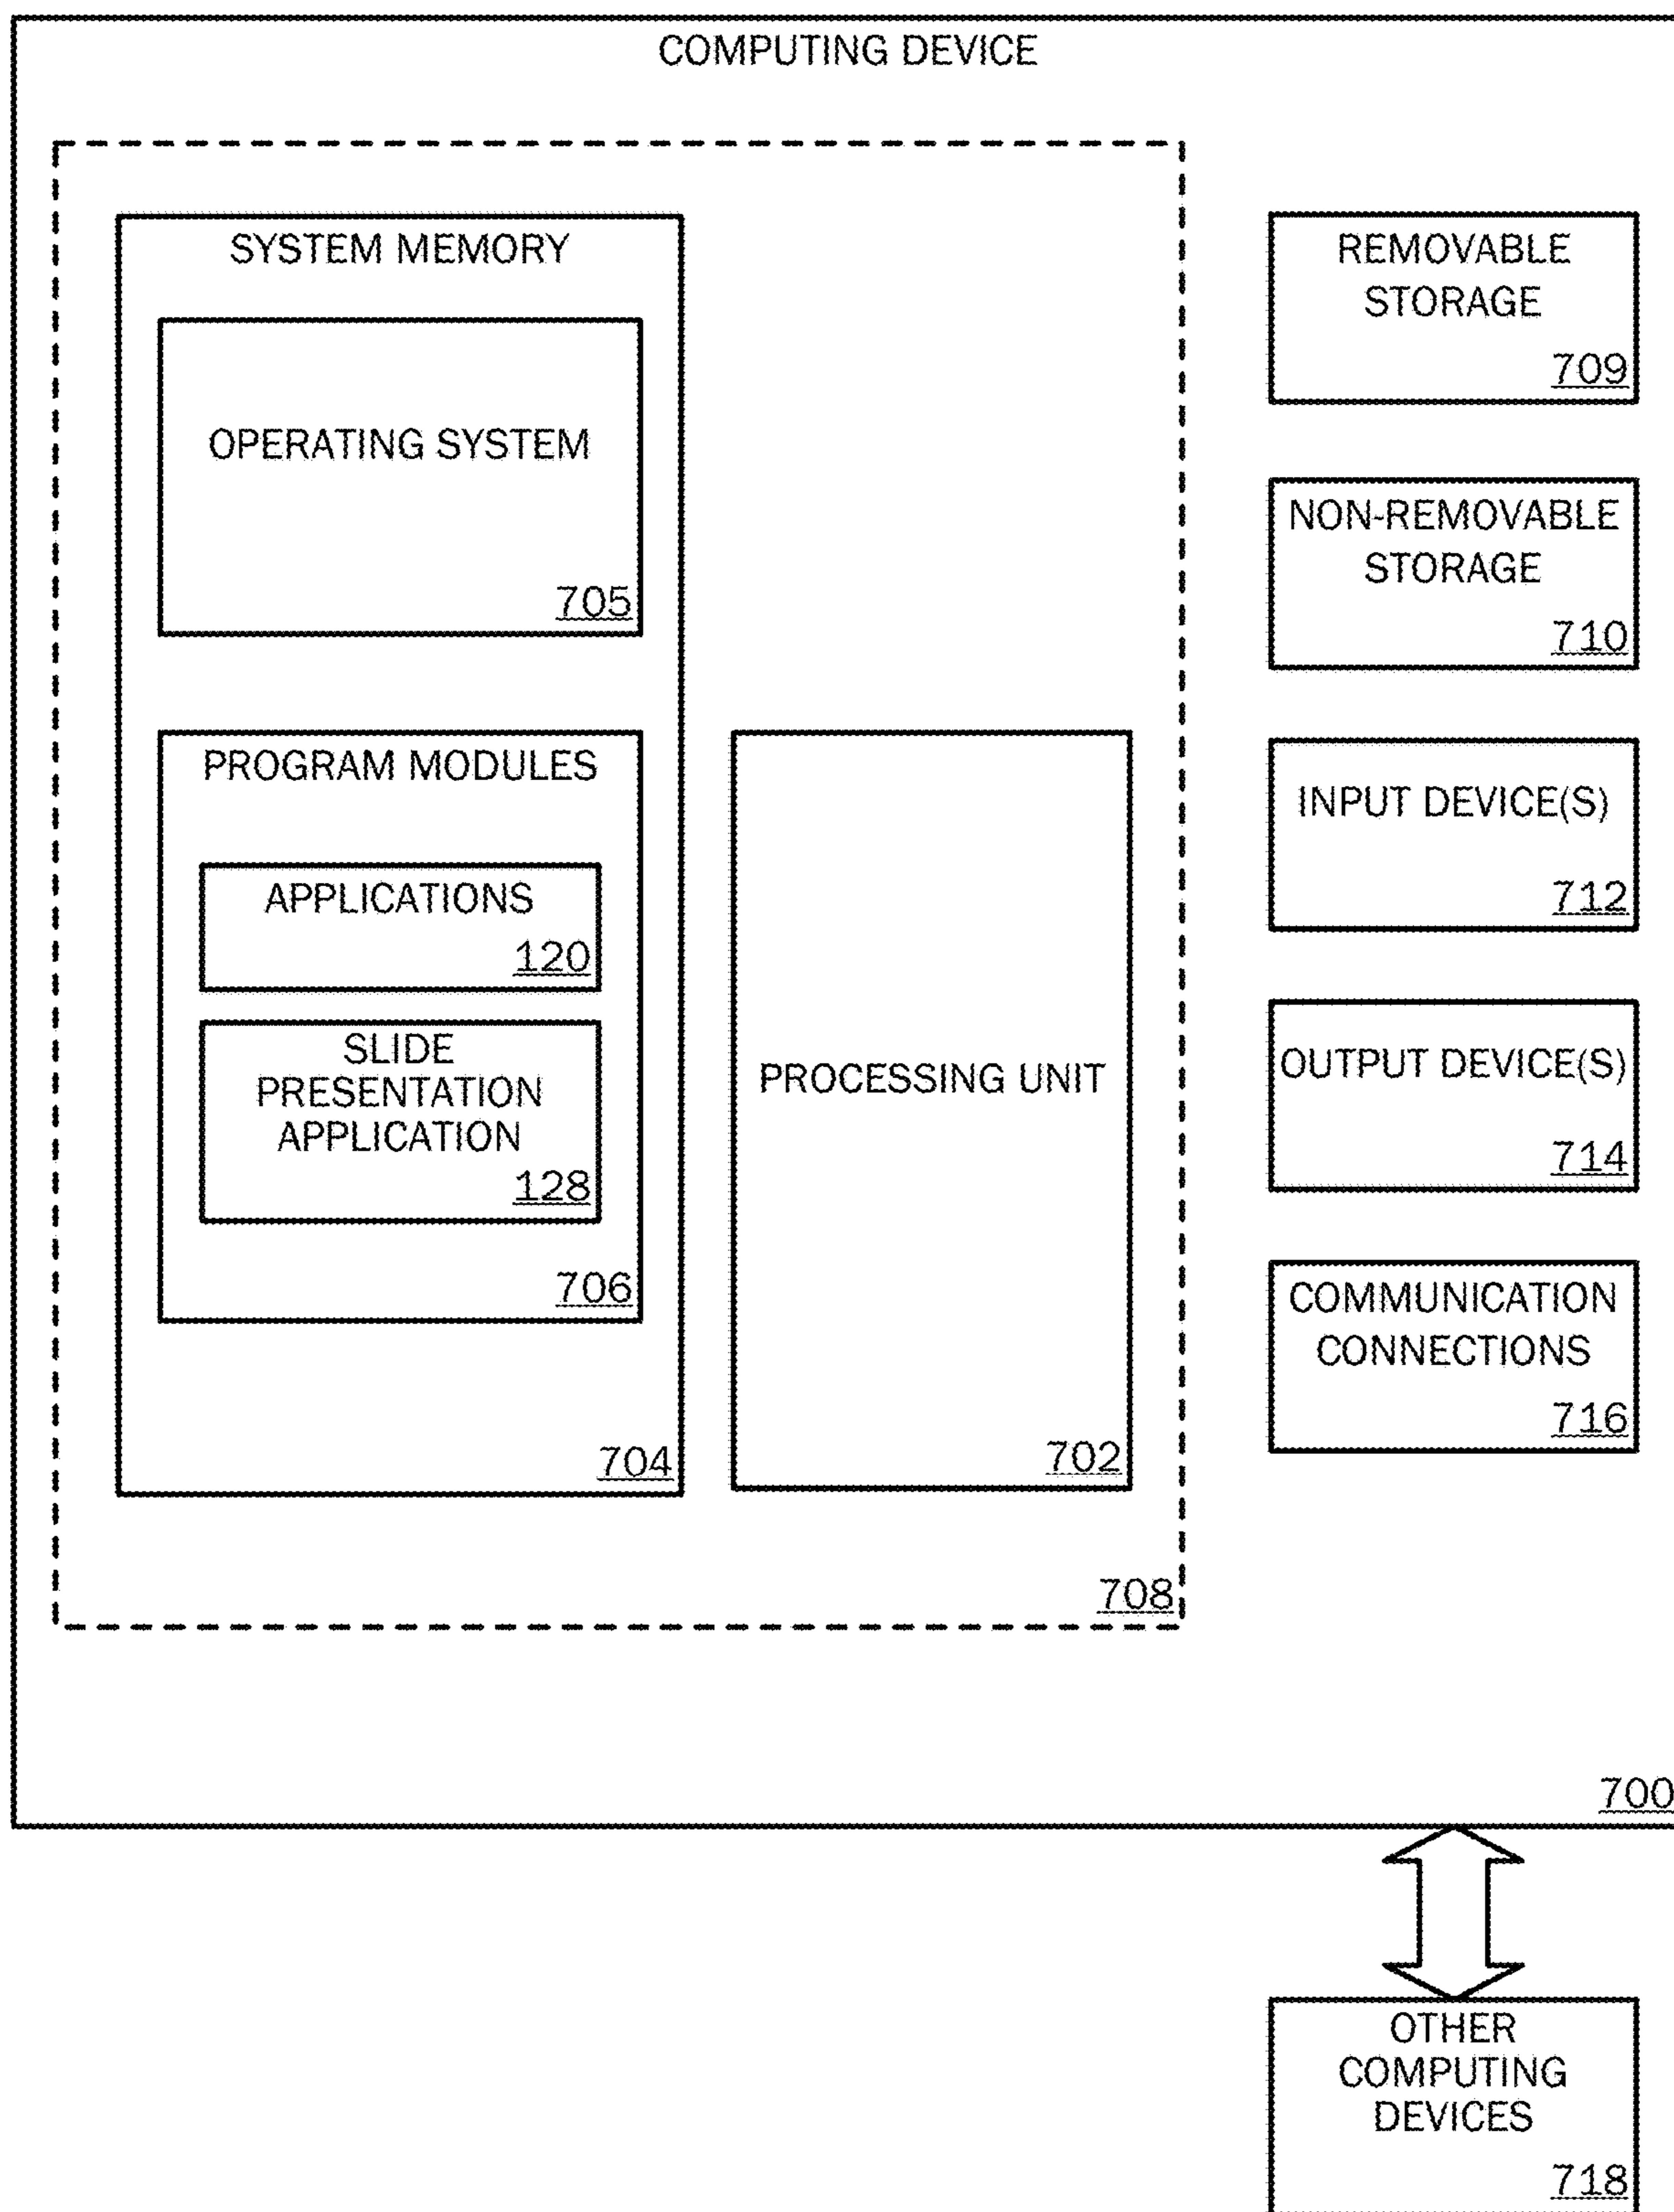 COMPUTING DEVICE
SYSTEM MEMORY
OPERATING SYSTEM
705
PROGRAM MODULES
APPLICATIONS
120
SLIDE
PRESENTATION
APPLICATION
128
706
704
PROCESSING UNIT
702
708
REMOVABLE
STORAGE
709
NON-REMOVABLE
STORAGE
710
INPUT DEVICE(S)
712
OUTPUT DEVICE(S)
714
COMMUNICATION
CONNECTIONS
716
700
OTHER
COMPUTING
DEVICES
718